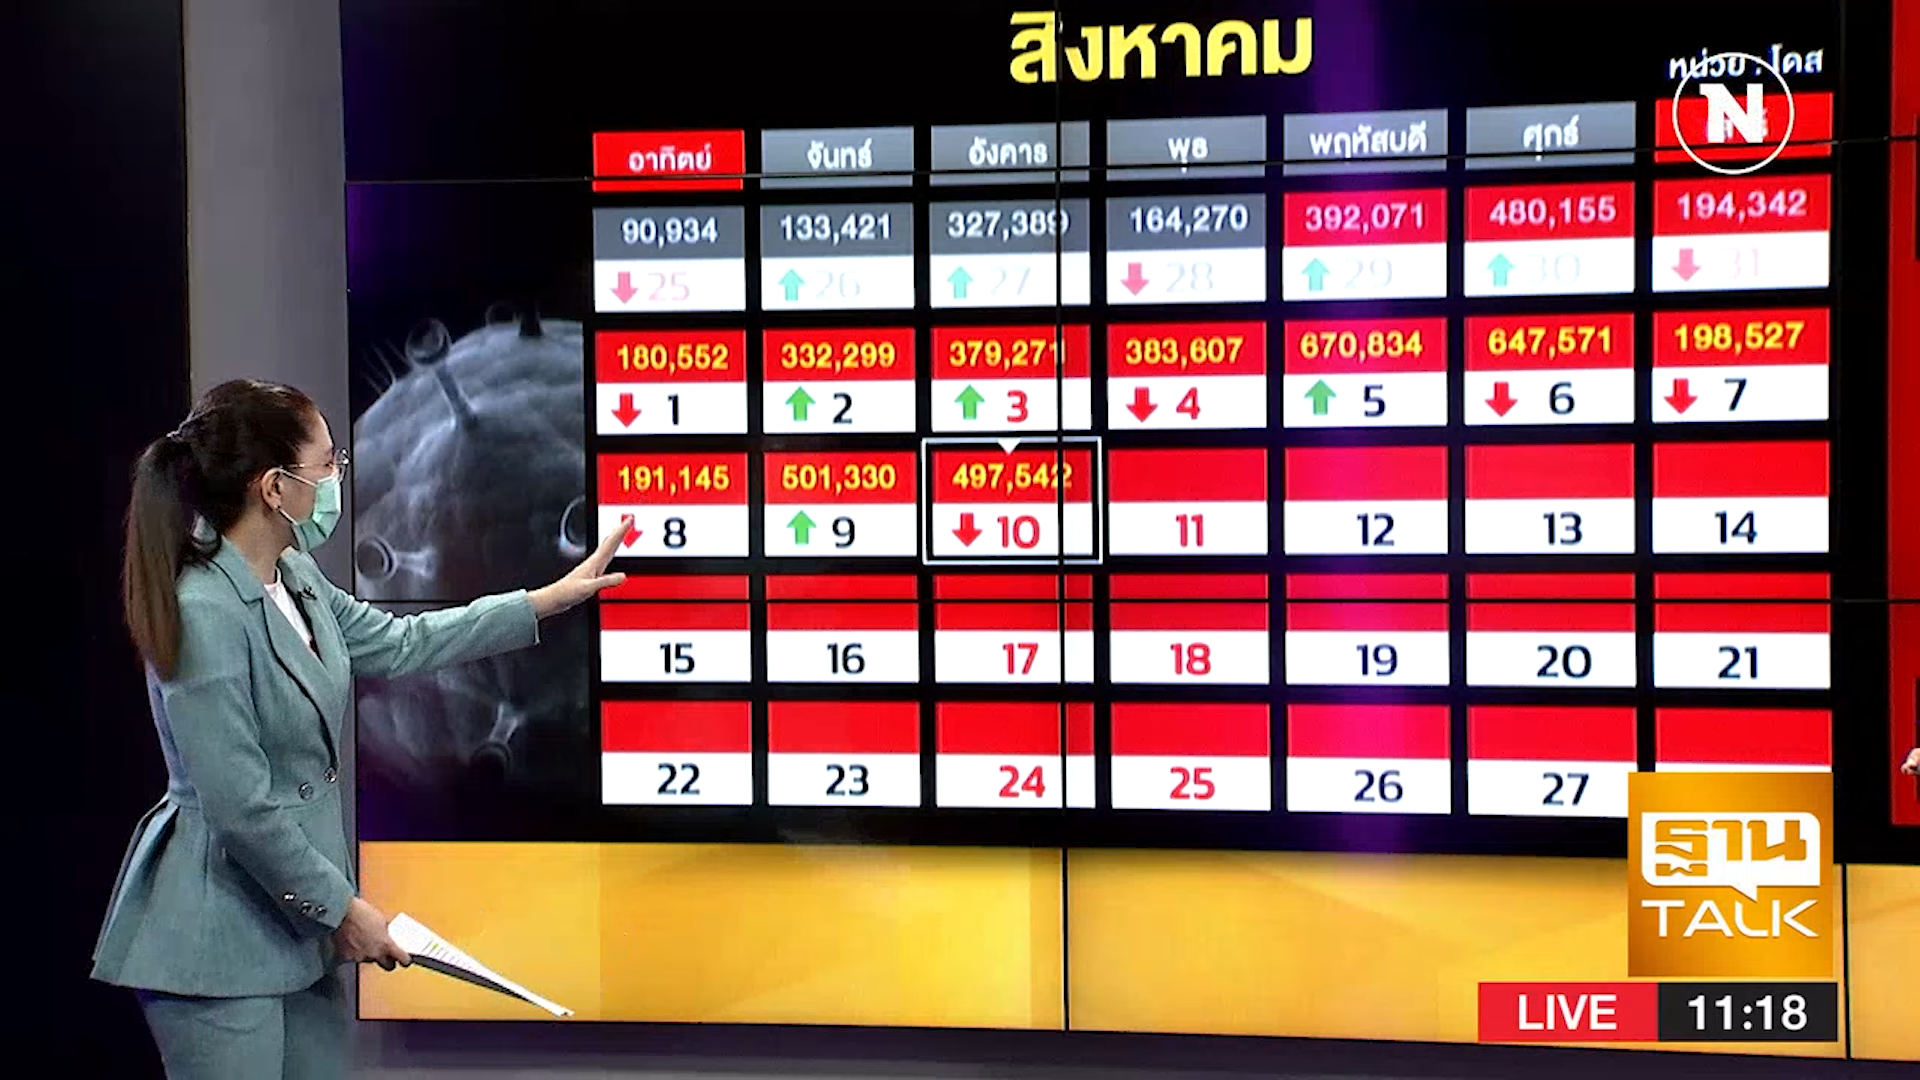 สิงหาคม
หน่วย : โดส
N
อาทิตย์ จันทร์ อังคาร พุธ พฤหัสบดี ศุกร์
90,934 133,421 327,389 164,270 392,071 480,155 194,342
25 26 27 28 29 30 31
180,552 332,299 379,271 383,607 670,834 647,571 198,527
1 2 3 4 5 6 7
191,145 501,330 497,542
8 9 10 11 12 13 14
15 16 17 18 19 20 21
22 23 24 25 26 27
ฐาน
TALK
LIVE 11:18